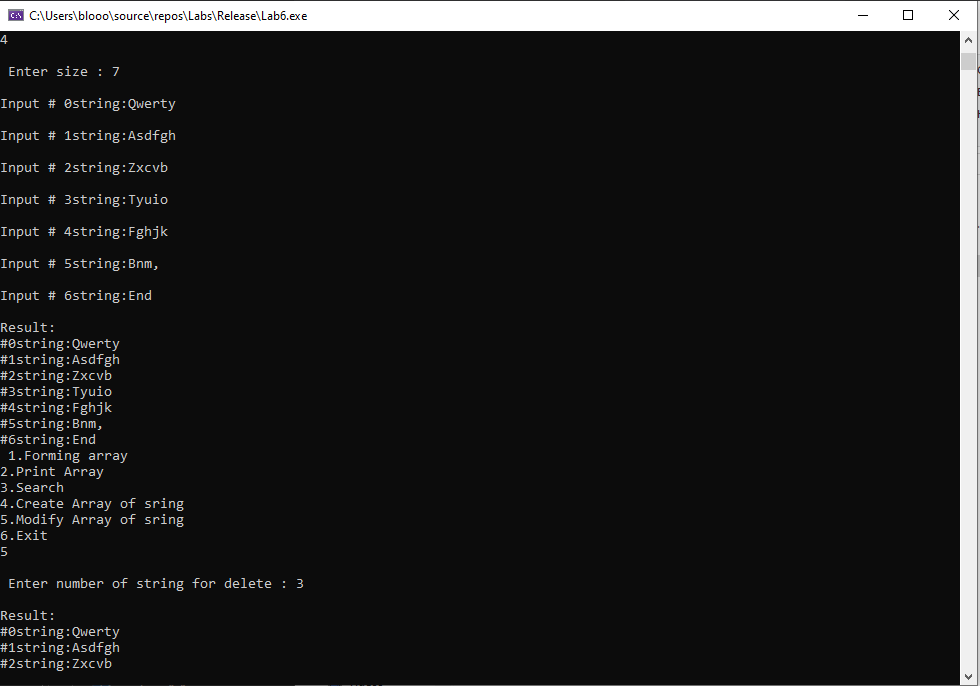 C:\Users\blooo\source\repos\Labs\Release\Lab6.exe
4
Enter size : 7
Input # 0string:Qwerty
Input # 1string:Asdfgh
Input # 2string:Zxcvb
Input # 3string:Tyuio
Input # 4string:Fghjk
Input # 5string:Bnm,
Input # 6string:End
Result:
#0string:Qwerty
#1string:Asdfgh
#2string:Zxcvb
#3string:Tyuio
#4string:Fghjk
#5string:Bnm,
#6string:End
1.Forming array
2.Print Array
3.Search
4.Create Array of sring
5.Modify Array of sring
6.Exit
5
Enter number of string for delete : 3
Result:
#0string:Qwerty
#1string:Asdfgh
#2string:Zxcvb